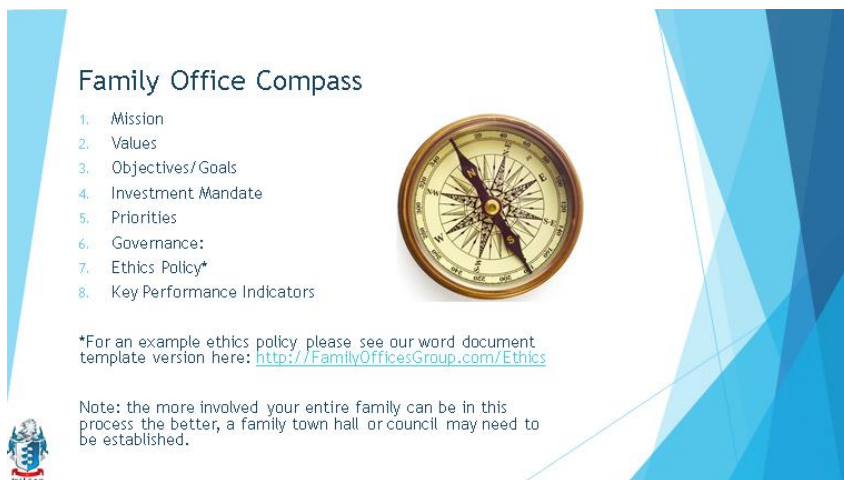 Family Office Compass
1. Mission
2. Values
3. Objectives/Goals
4. Investment Mandate
5. Priorities
6. Governance:
7. Ethics Policy*
8. Key Performance Indicators
*For an example ethics policy please see our word document
template version here: http://FamilyOfficesGroup.com/Ethics
Note: the more involved your entire family can be in this
process the better, a family town hall or council may need to
be established.
N
S
W
E
NW
S-E